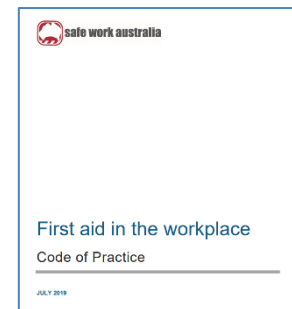 safe work australia
First aid in the workplace
Code of Practice
JULY 2019